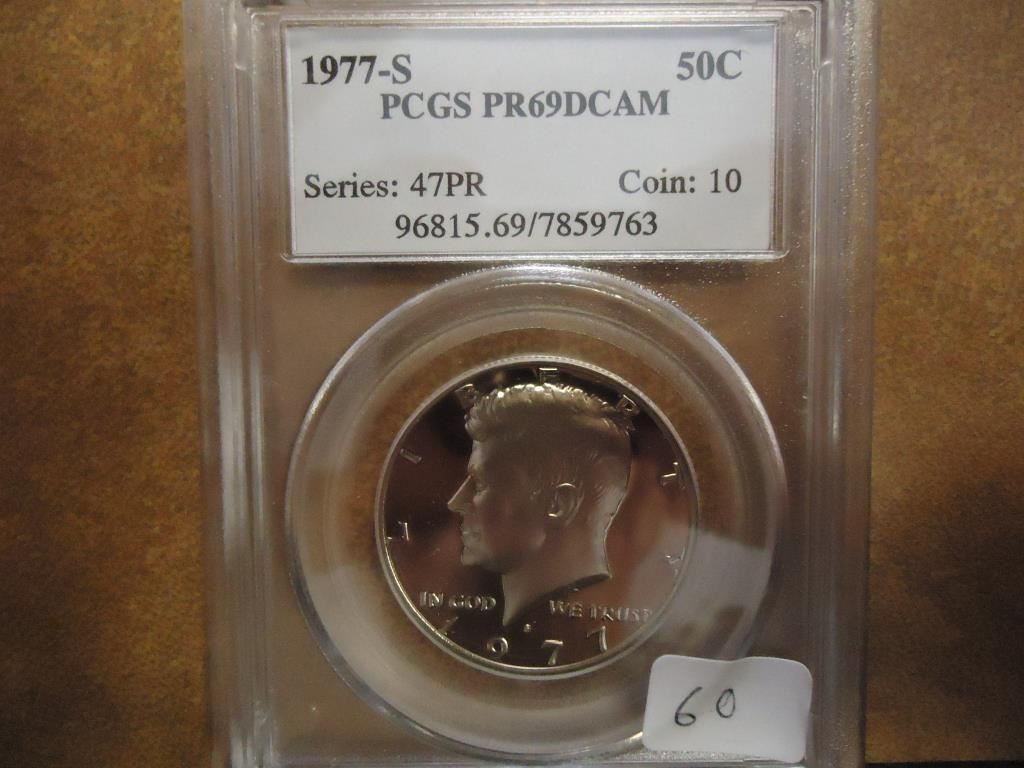 1977-S 50C
PCGS PR69DCAM
Series: 47PR Coin: 10
96815.69/7859763
LIBERTY
IN GOD WE TRUST
1977
60